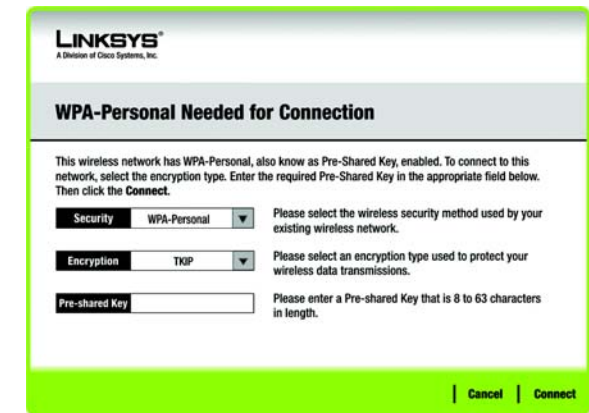 LINKSYS®
A Division of Cisco Systems, Inc.
WPA-Personal Needed for Connection
This wireless network has WPA-Personal, also know as Pre-Shared Key, enabled. To connect to this
network, select the encryption type. Enter the required Pre-Shared Key in the appropriate field below.
Then click the Connect.
Security WPA-Personal Please select the wireless security method used by your
existing wireless network.
Encryption TKIP Please select an encryption type used to protect your
wireless data transmissions.
Pre-shared Key Please enter a Pre-shared Key that is 8 to 63 characters
in length.
Cancel Connect